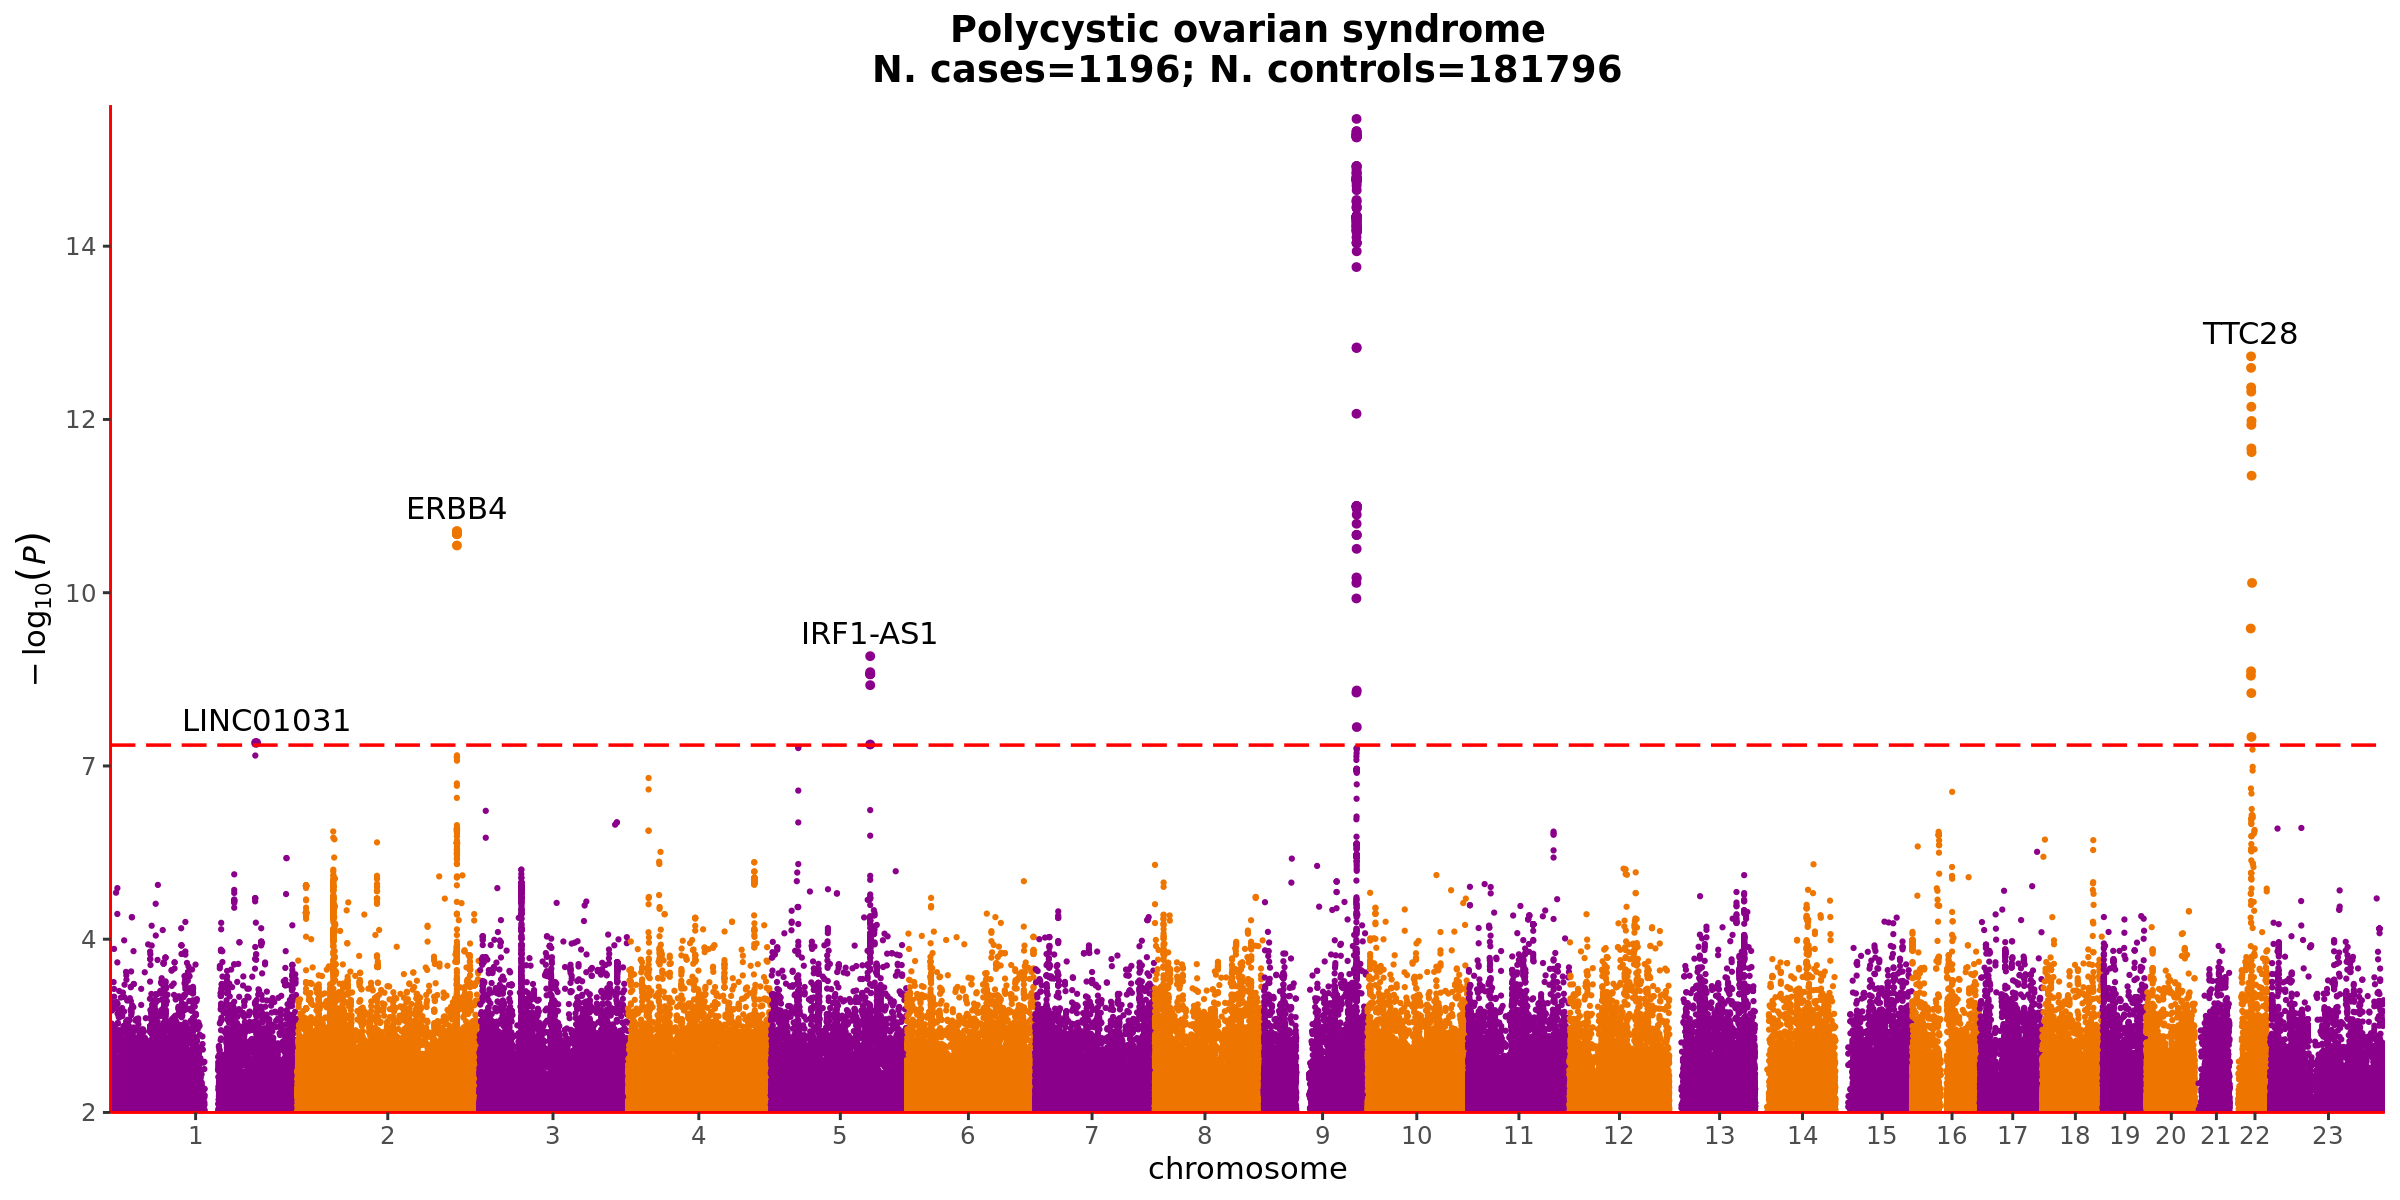 Polycystic ovarian syndrome
N. cases=1196; N. controls=181796
14
TTC28
12
ERBB4
−log10(P)
10
IRF1-AS1
LINC01031
7
4
2
1 2 3 4 5 6 7 8 9 10 11 12 13 14 15 16 17 18 19 20 21 22 23
chromosome